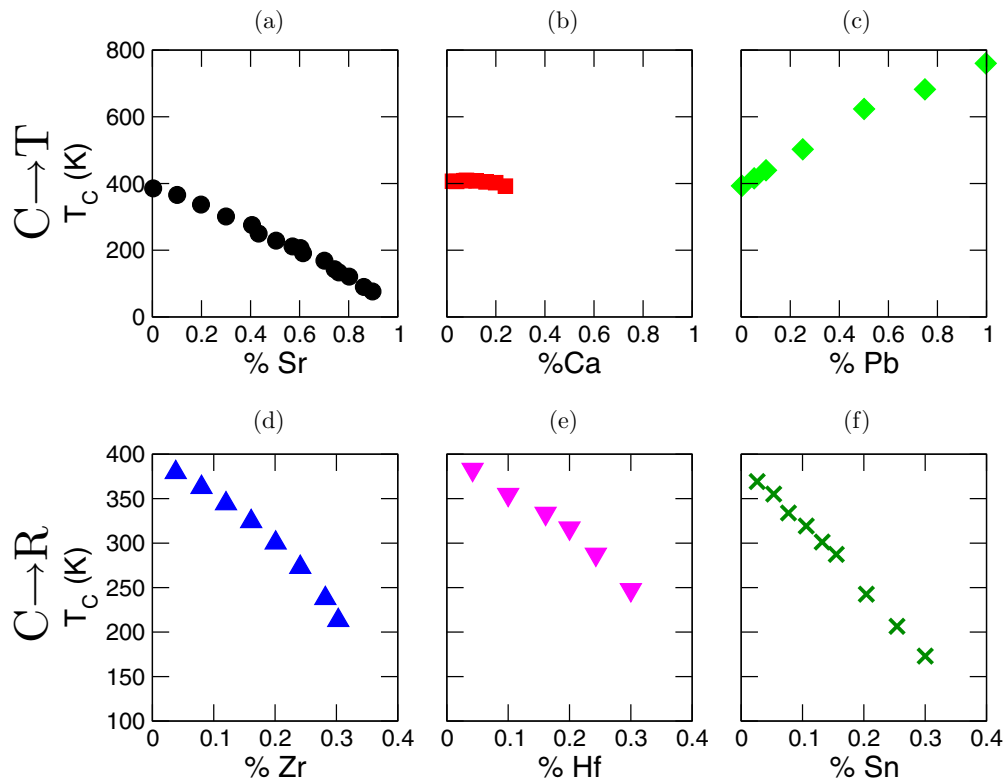 (a) (b) (c)
C→T
T_C (K)
800
600
400
200
0
0 0.2 0.4 0.6 0.8 1
0 0.2 0.4 0.6 0.8 1
0 0.2 0.4 0.6 0.8 1
% Sr %Ca % Pb
(d) (e) (f)
C→R
T_C (K)
400
350
300
250
200
150
100
0 0.1 0.2 0.3 0.4
0 0.1 0.2 0.3 0.4
0 0.1 0.2 0.3 0.4
% Zr % Hf % Sn